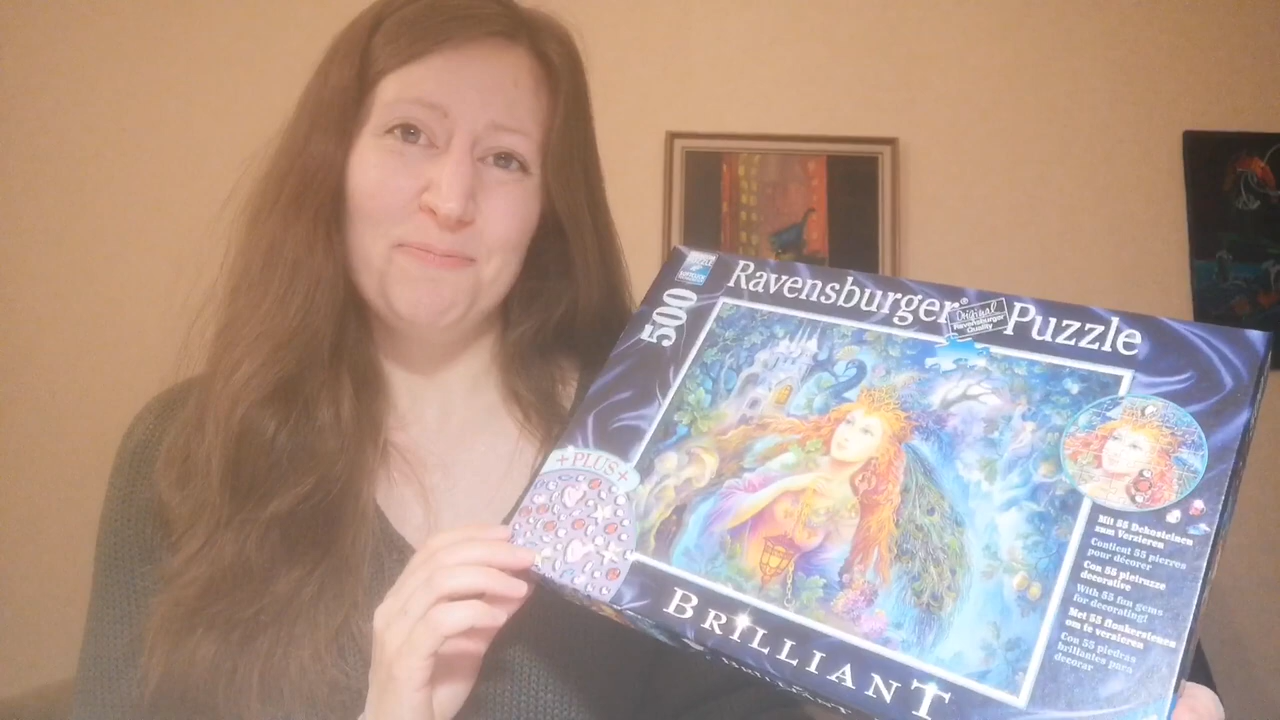 Ravensburger® Puzzle
Original
Ravensburger
Quality
500
+PLUS+
Mit 55 Dekosteinen
zum Verzieren
Contient 55 pierres
pour décorer
Con 55 pietruzze
decorative
With 55 fun gems
for decorating!
Met 55 flonkerstenen
om te versieren
Con 55 piedras
brillantes para
decorar
BRILLIANT